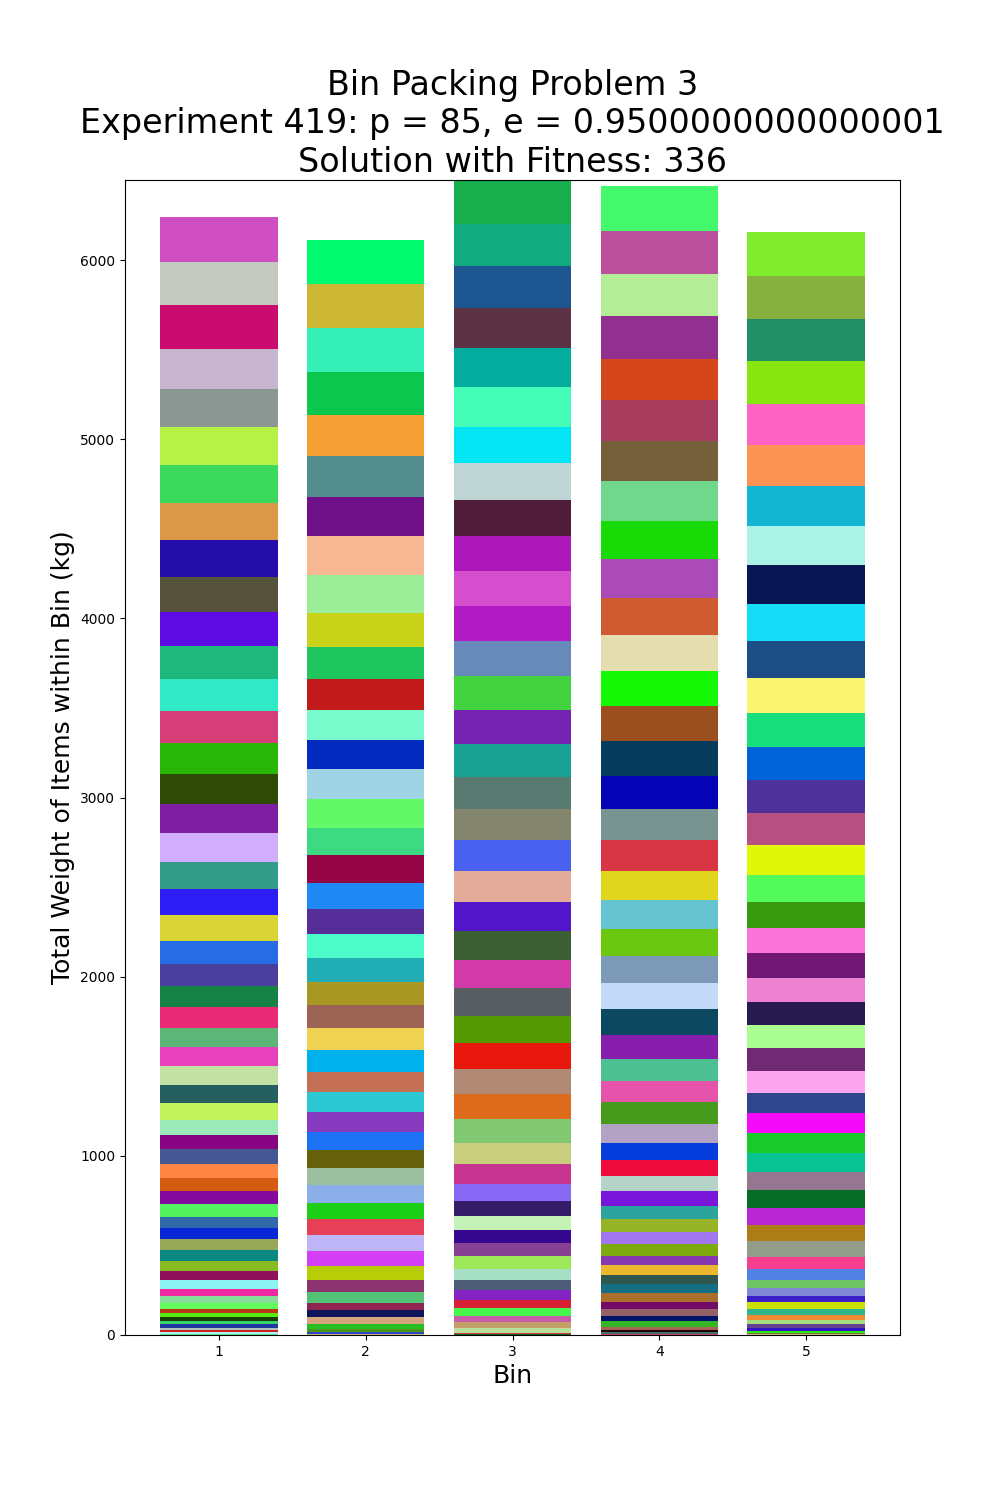 Bin Packing Problem 3
Experiment 419: p = 85, e = 0.9500000000000001
Solution with Fitness: 336
6000
5000
4000
3000
2000
1000
0
Total Weight of Items within Bin (kg)
1 2 3 4 5
Bin